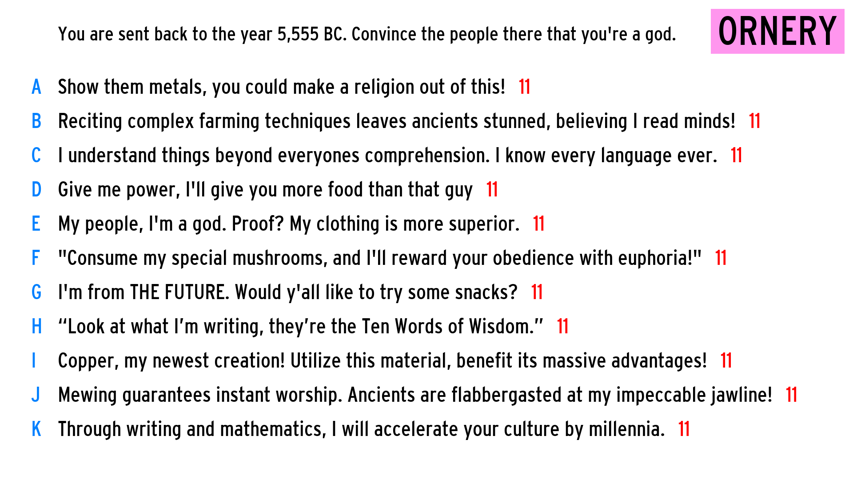 You are sent back to the year 5,555 BC. Convince the people there that you're a god.
ORNERY
A Show them metals, you could make a religion out of this! 11
B Reciting complex farming techniques leaves ancients stunned, believing I read minds! 11
C I understand things beyond everyones comprehension. I know every language ever. 11
D Give me power, I'll give you more food than that guy 11
E My people, I'm a god. Proof? My clothing is more superior. 11
F "Consume my special mushrooms, and I'll reward your obedience with euphoria!" 11
G I'm from THE FUTURE. Would y'all like to try some snacks? 11
H “Look at what I’m writing, they’re the Ten Words of Wisdom.” 11
I Copper, my newest creation! Utilize this material, benefit its massive advantages! 11
J Mewing guarantees instant worship. Ancients are flabbergasted at my impeccable jawline! 11
K Through writing and mathematics, I will accelerate your culture by millennia. 11